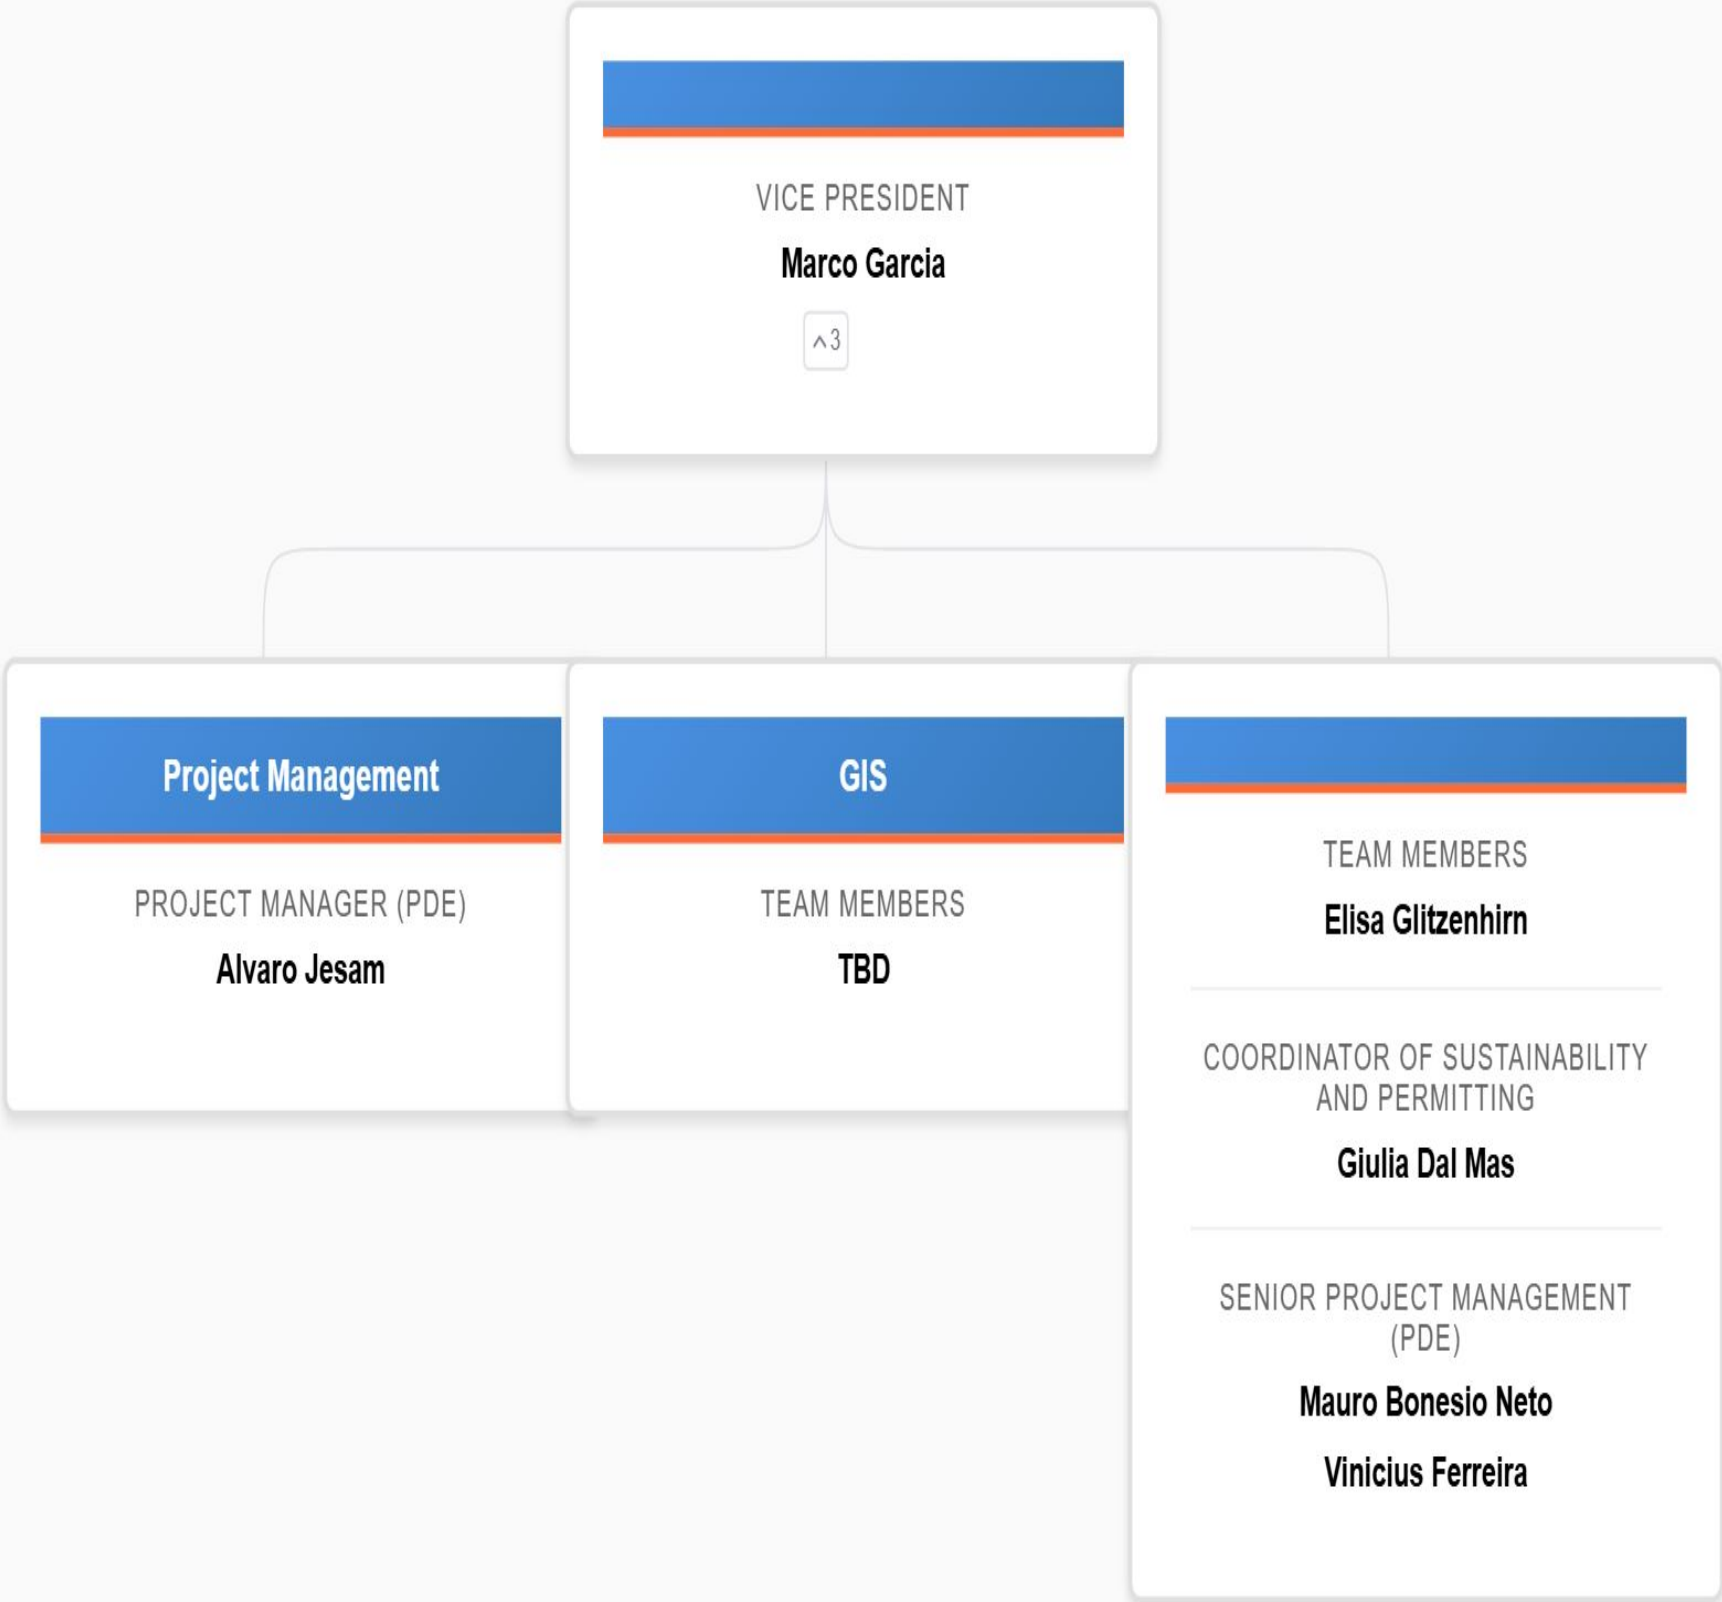 VICE PRESIDENT
Marco Garcia
^3
Project Management
PROJECT MANAGER (PDE)
Alvaro Jesam
GIS
TEAM MEMBERS
TBD
TEAM MEMBERS
Elisa Glitzenhirn
COORDINATOR OF SUSTAINABILITY
AND PERMITTING
Giulia Dal Mas
SENIOR PROJECT MANAGEMENT
(PDE)
Mauro Bonesio Neto
Vinicius Ferreira